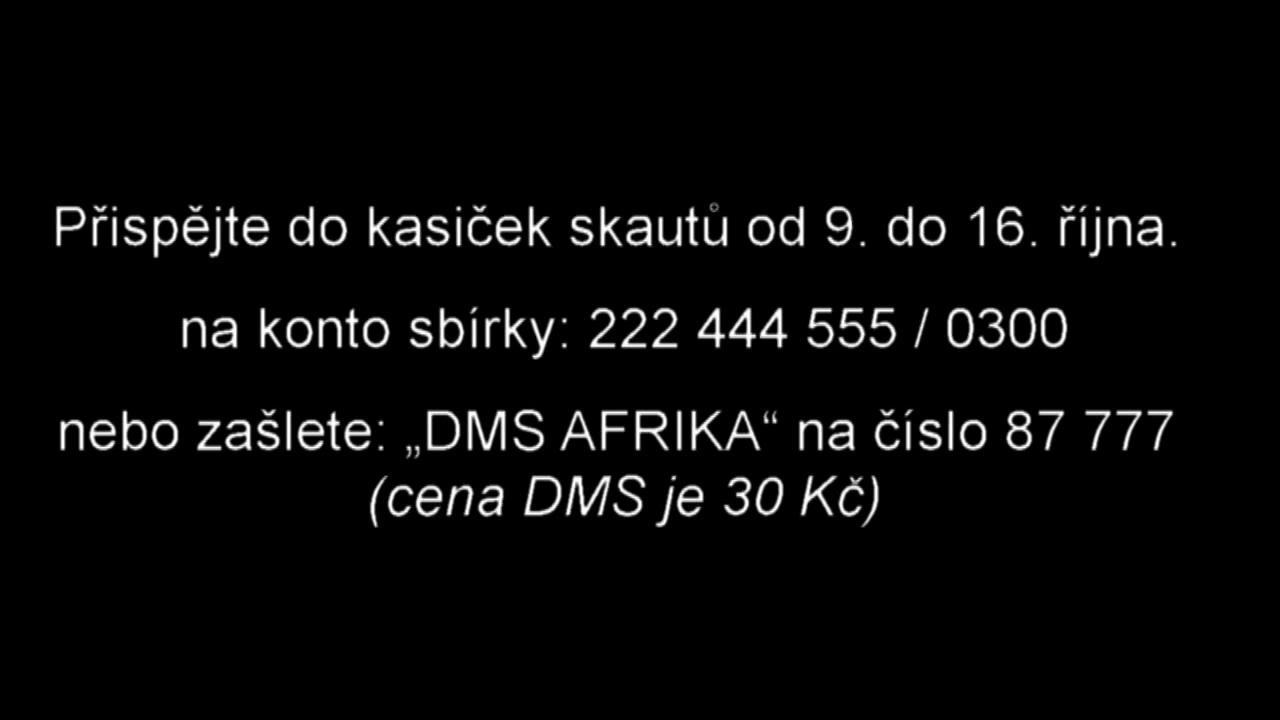 Přispějte do kasiček skautů od 9. do 16. října.
na konto sbírky: 222 444 555 / 0300
nebo zašlete: „DMS AFRIKA“ na číslo 87 777
(cena DMS je 30 Kč)